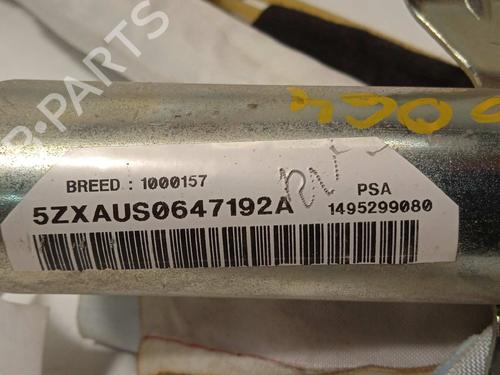 B-PARTS
BREED : 1000157
PSA
5ZXAUS0647192A
1495299080